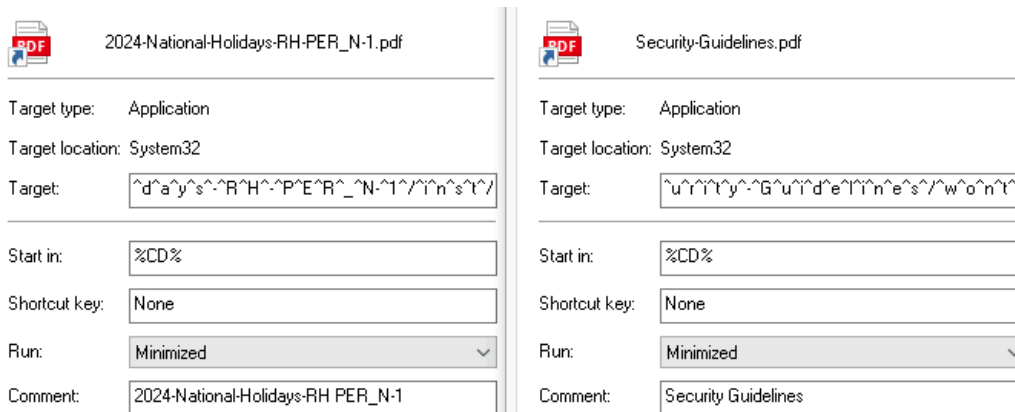 PDF 2024-National-Holidays-RH-PER_N-1.pdf
Target type: Application
Target location: System32
Target: ^d^a^y^s^-^R^H^-^P^E^R^_^N-^1^/^i^n^s^t^/
Start in: %CD%
Shortcut key: None
Run: Minimized
Comment: 2024-National-Holidays-RH PER_N-1
PDF Security-Guidelines.pdf
Target type: Application
Target location: System32
Target: ^u^r^i^t^y^-^G^u^i^d^e^l^i^n^e^s^/^w^o^n^t^
Start in: %CD%
Shortcut key: None
Run: Minimized
Comment: Security Guidelines